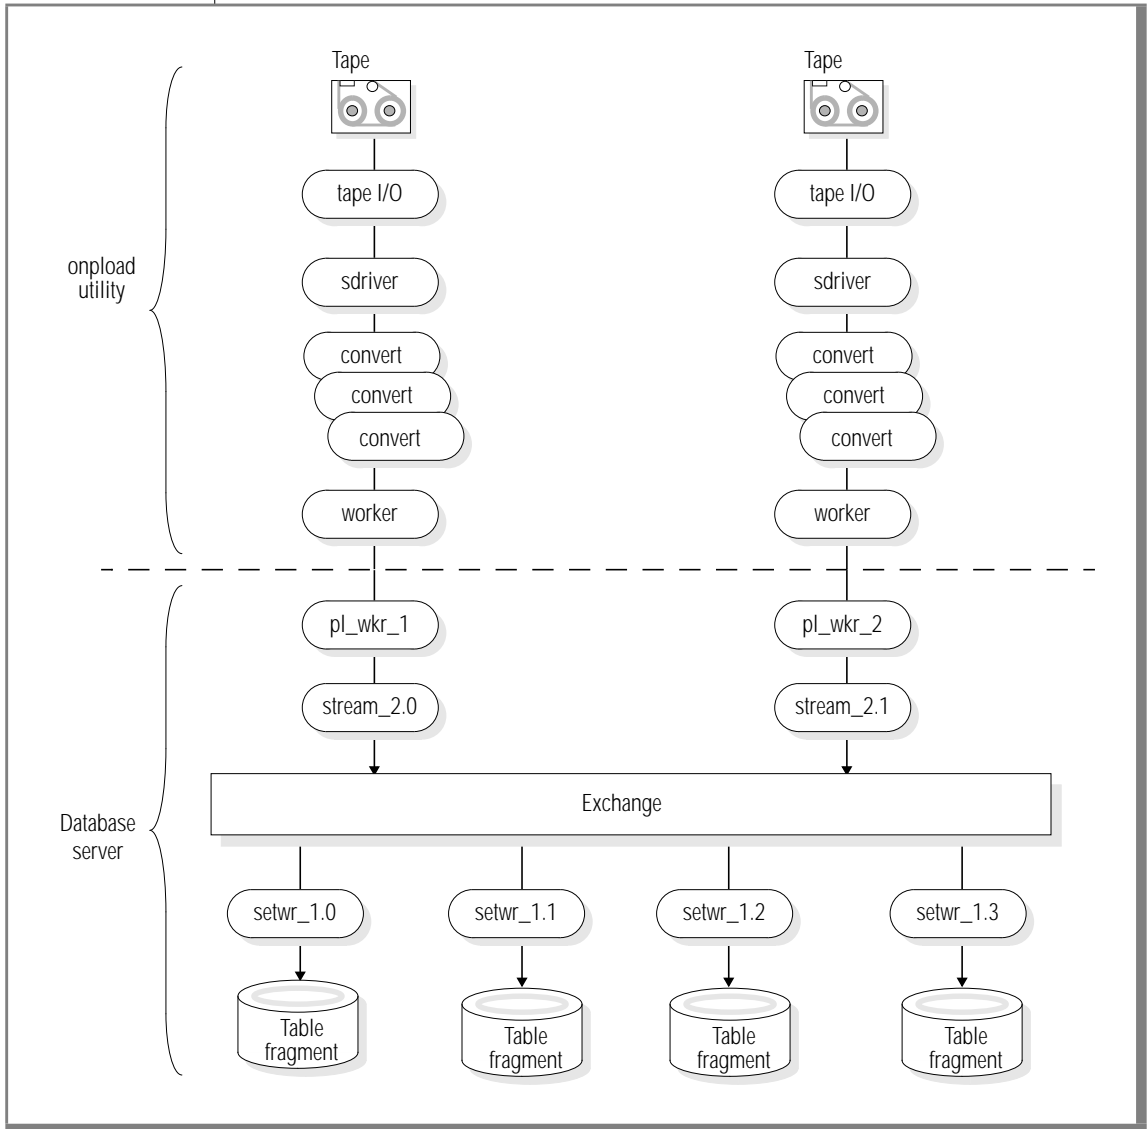 Tape
Tape
tape I/O
tape I/O
onpload
utility
sdriver
sdriver
convert
convert
convert
convert
convert
convert
worker
worker
pl_wkr_1
pl_wkr_2
stream_2.0
stream_2.1
Exchange
Database
server
setwr_1.0
setwr_1.1
setwr_1.2
setwr_1.3
Table
fragment
Table
fragment
Table
fragment
Table
fragment